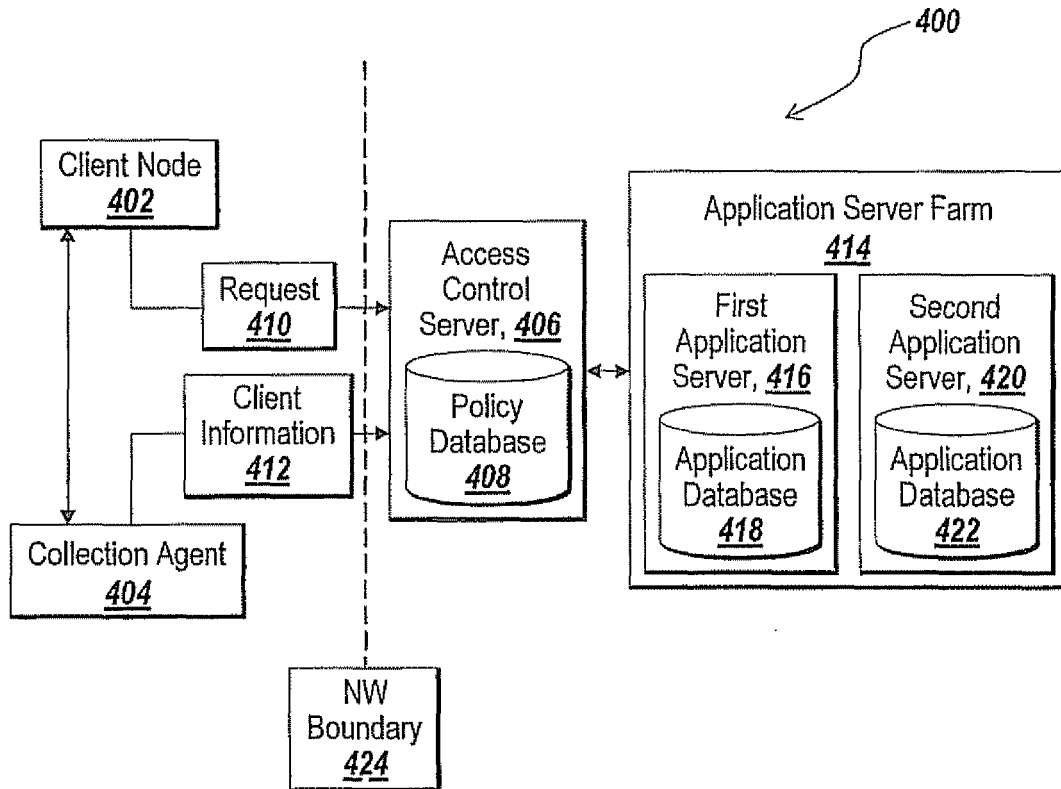 400
Client Node
402
Request
410
Client
Information
412
Collection Agent
404
Access
Control
Server, 406
Policy
Database
408
Application Server Farm
414
First
Application
Server, 416
Application
Database
418
Second
Application
Server, 420
Application
Database
422
NW
Boundary
424